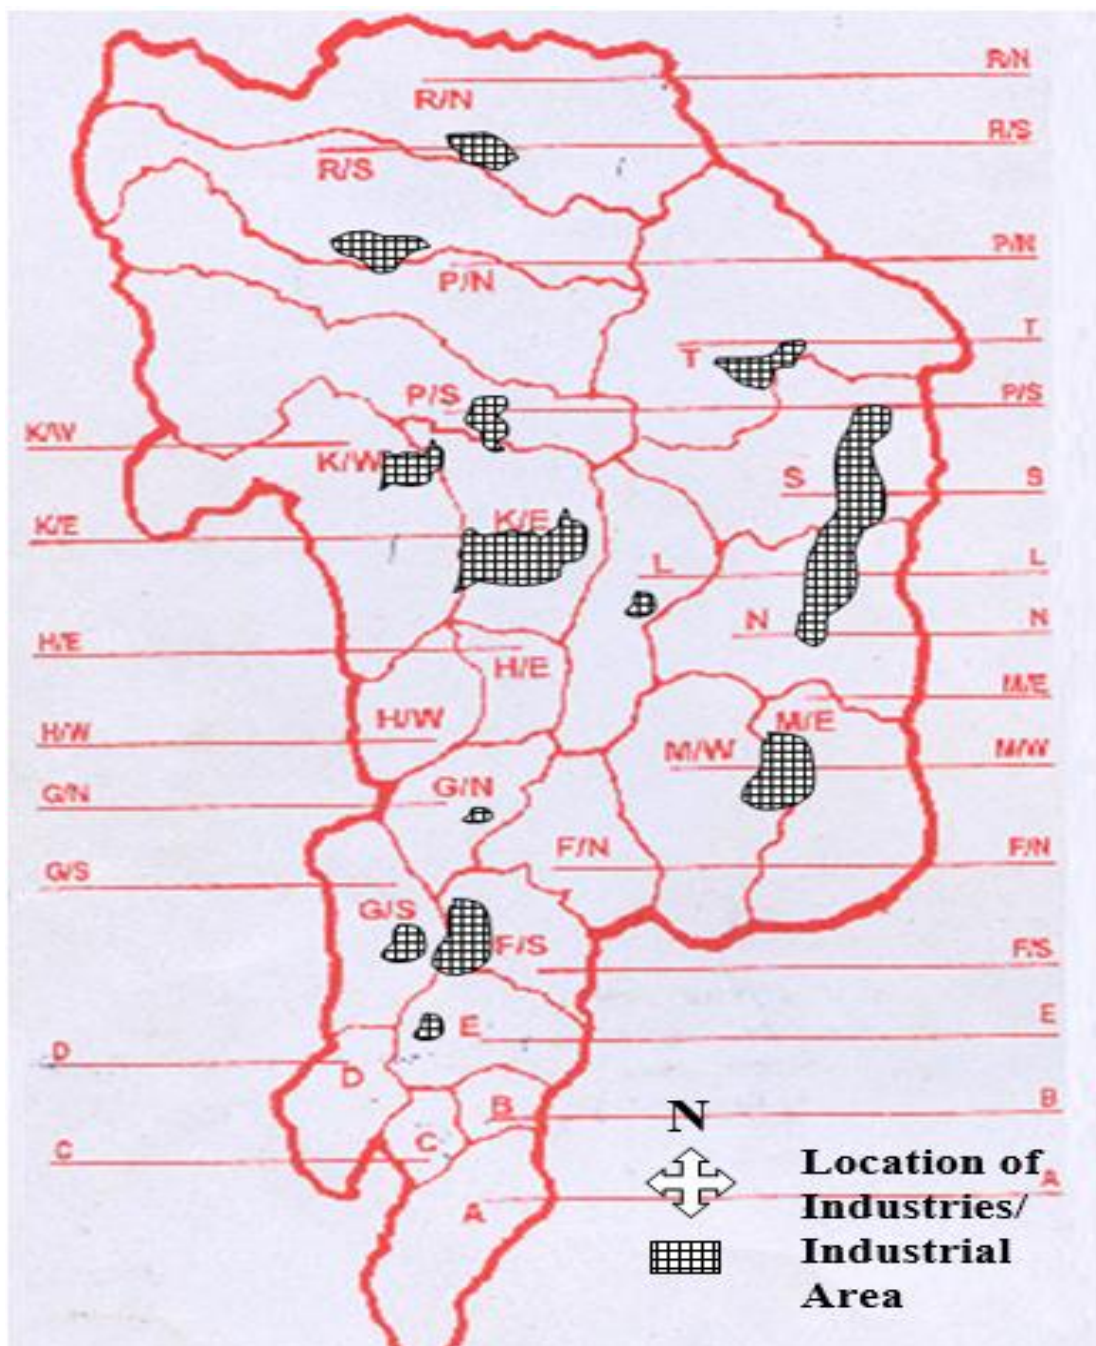 R/N
R/N
R/S
R/S
P/N
P/N
T
T
P/S
P/S
K/W
K/W
S
S
K/E
K/E
L
L
N
N
H/E
H/E
M/E
M/E
H/W
H/W
M/W
M/W
G/N
G/N
F/N
F/N
G/S
G/S
F/S
F/S
E
E
D
D
B
B
C
C
A
A
N
Location of
Industries/
Industrial
Area